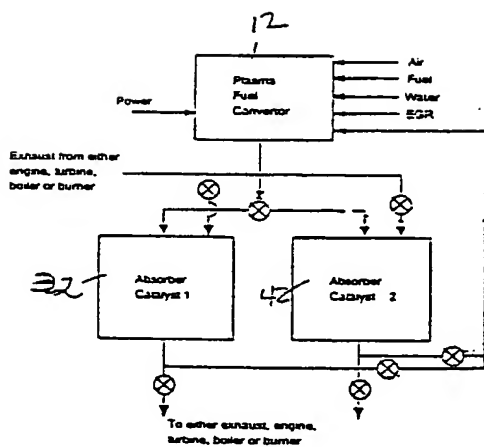 12
Plasma
Fuel
Convertor
Air
Fuel
Water
EGR
Power
Exhaust from either
engine, turbine,
boiler or burner
32
Absorber
Catalyst 1
42
Absorber
Catalyst 2
To either exhaust, engine,
turbine, boiler or burner